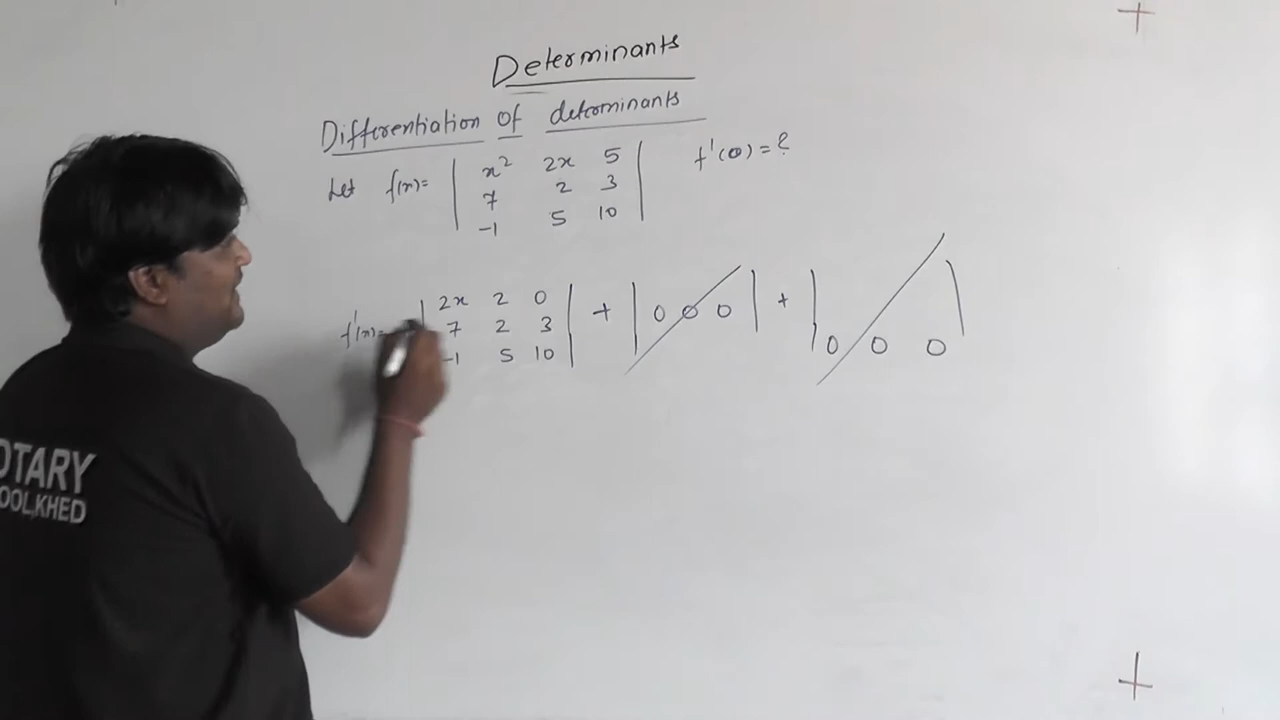 Determinants
Differentiation of determinants
Let f(x)= | x² 2x 5 | f'(0)=?
| 7 2 3 |
| -1 5 10 |
f'(x)= | 2x 2 0 | + | 0 0 0 | + | 0 0 0 |
| 7 2 3 |
| -1 5 10 |
OTARY
OOL,KHED